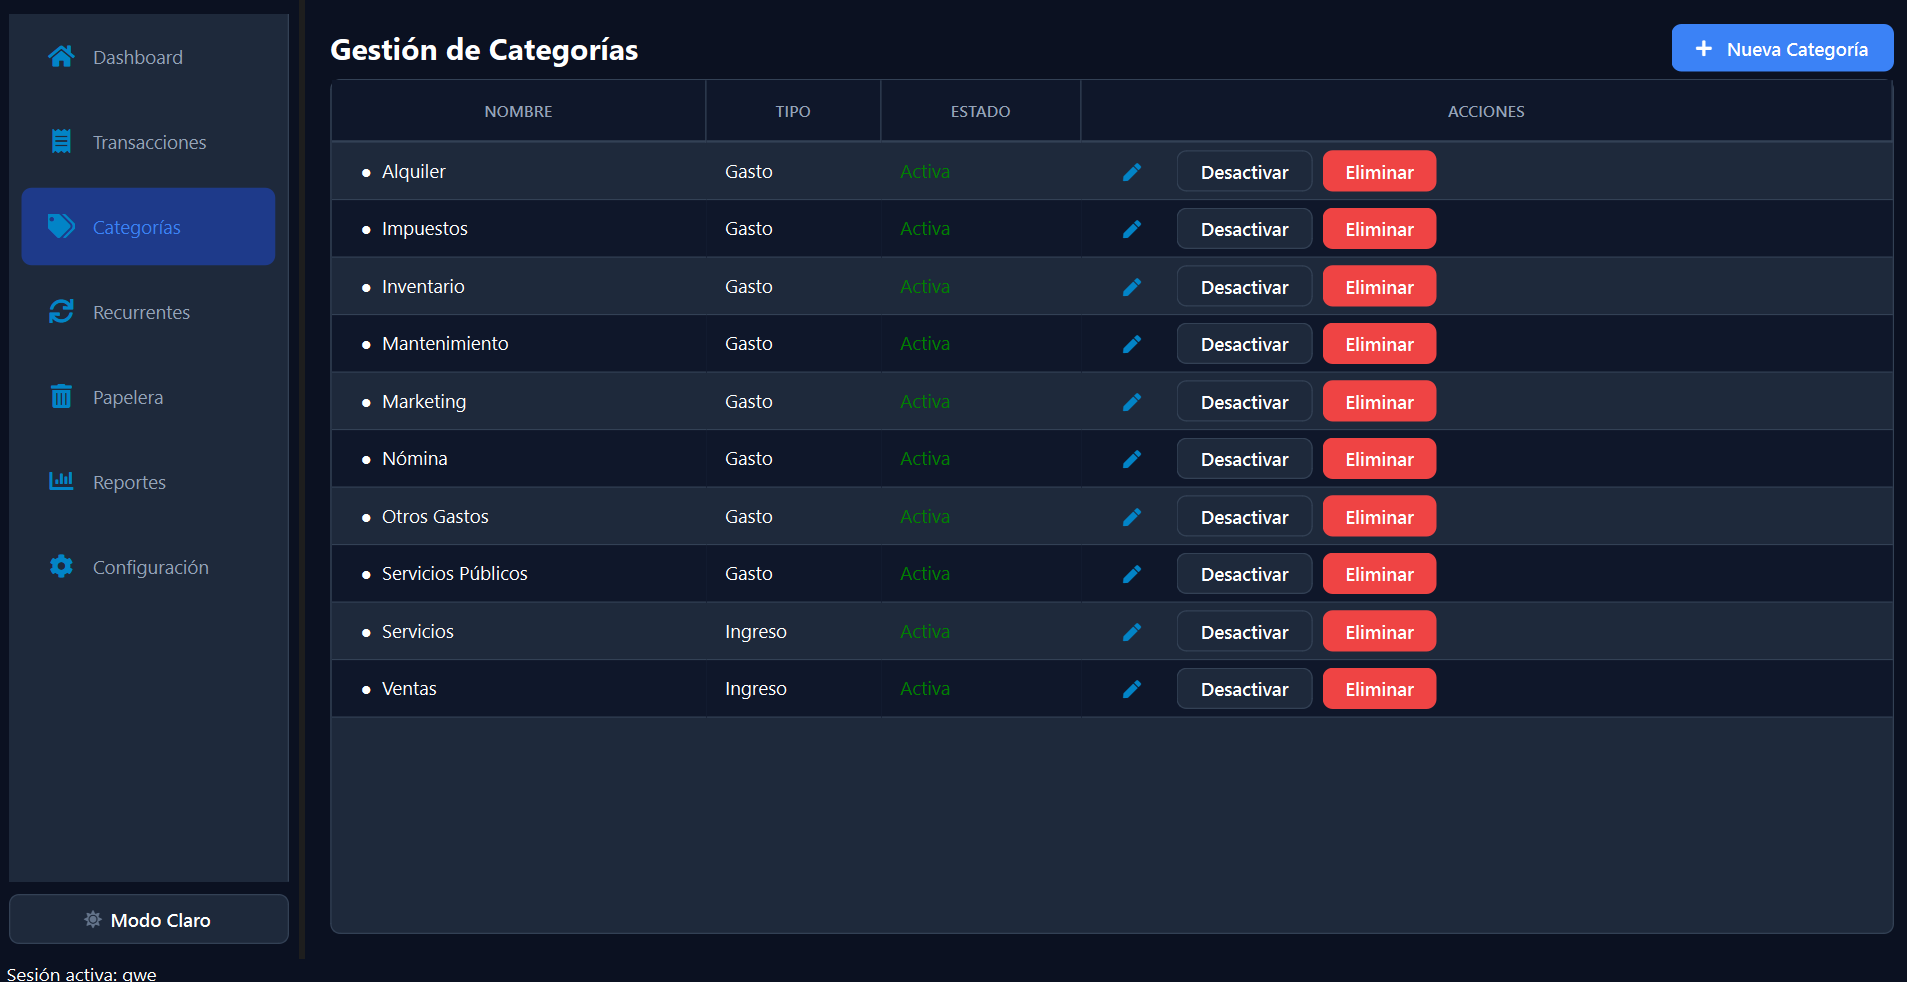 Dashboard
Transacciones
Categorías
Recurrentes
Papelera
Reportes
Configuración
Modo Claro
Sesión activa: qwe
Gestión de Categorías
+ Nueva Categoría
NOMBRE TIPO ESTADO ACCIONES
● Alquiler Gasto Activa Desactivar Eliminar
● Impuestos Gasto Activa Desactivar Eliminar
● Inventario Gasto Activa Desactivar Eliminar
● Mantenimiento Gasto Activa Desactivar Eliminar
● Marketing Gasto Activa Desactivar Eliminar
● Nómina Gasto Activa Desactivar Eliminar
● Otros Gastos Gasto Activa Desactivar Eliminar
● Servicios Públicos Gasto Activa Desactivar Eliminar
● Servicios Ingreso Activa Desactivar Eliminar
● Ventas Ingreso Activa Desactivar Eliminar